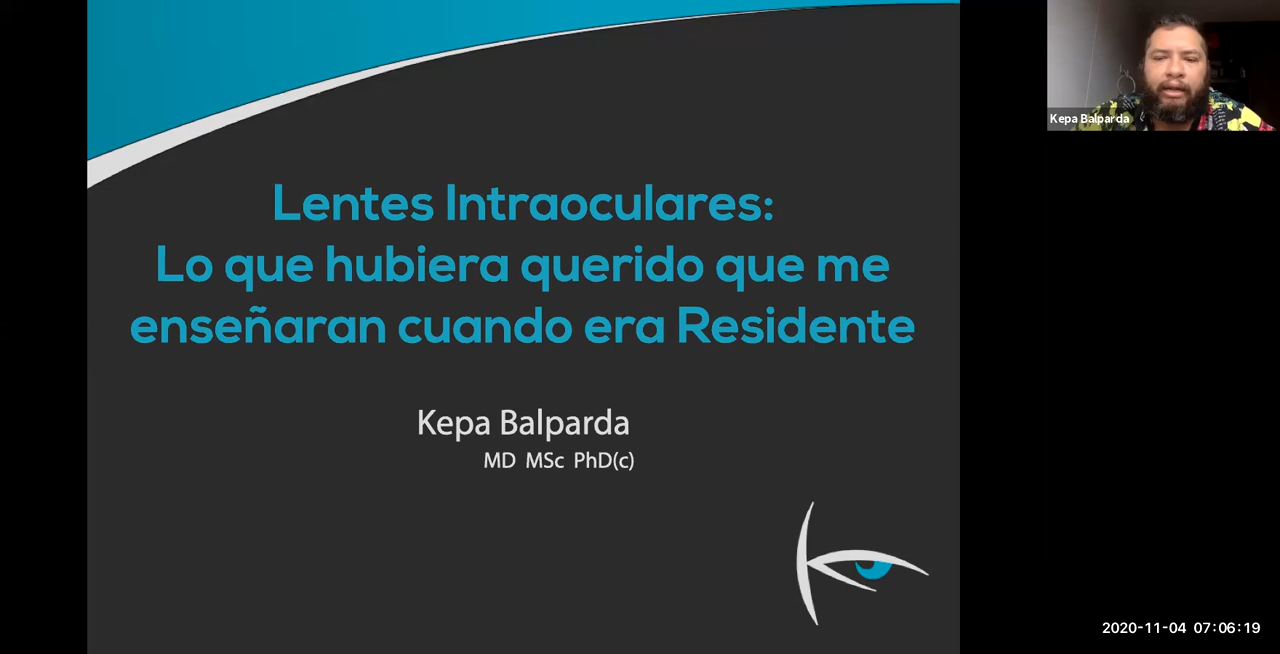 Lentes Intraoculares:
Lo que hubiera querido que me
enseñaran cuando era Residente
Kepa Balparda
MD MSc PhD(c)
Kepa Balparda
2020-11-04 07:06:19